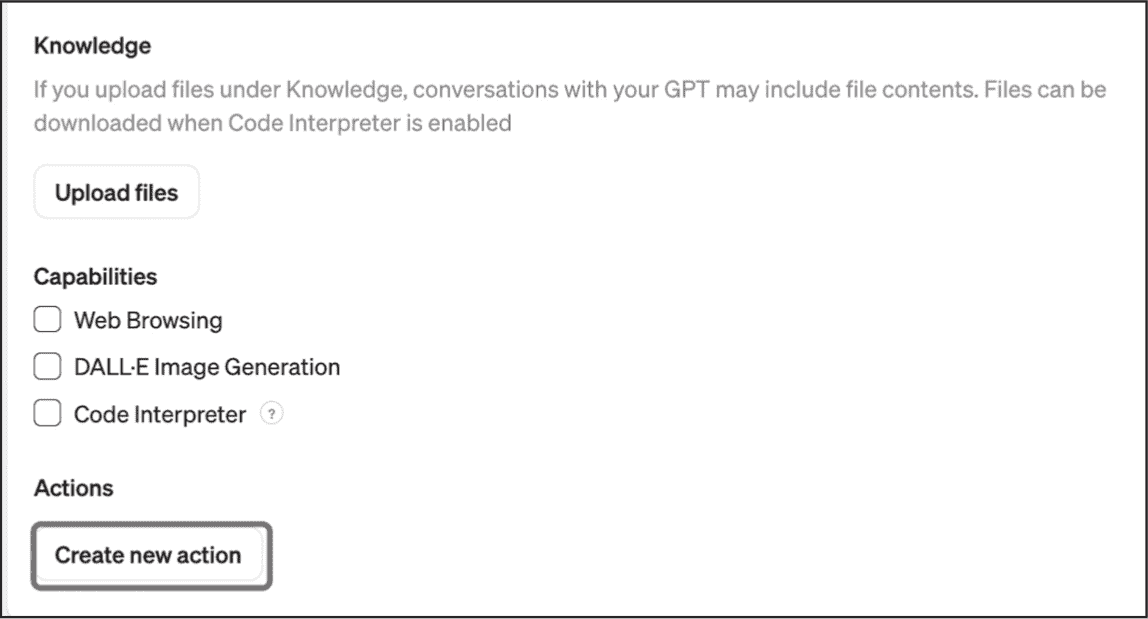 Knowledge
If you upload files under Knowledge, conversations with your GPT may include file contents. Files can be
downloaded when Code Interpreter is enabled
Upload files
Capabilities
Web Browsing
DALL·E Image Generation
Code Interpreter ?
Actions
Create new action